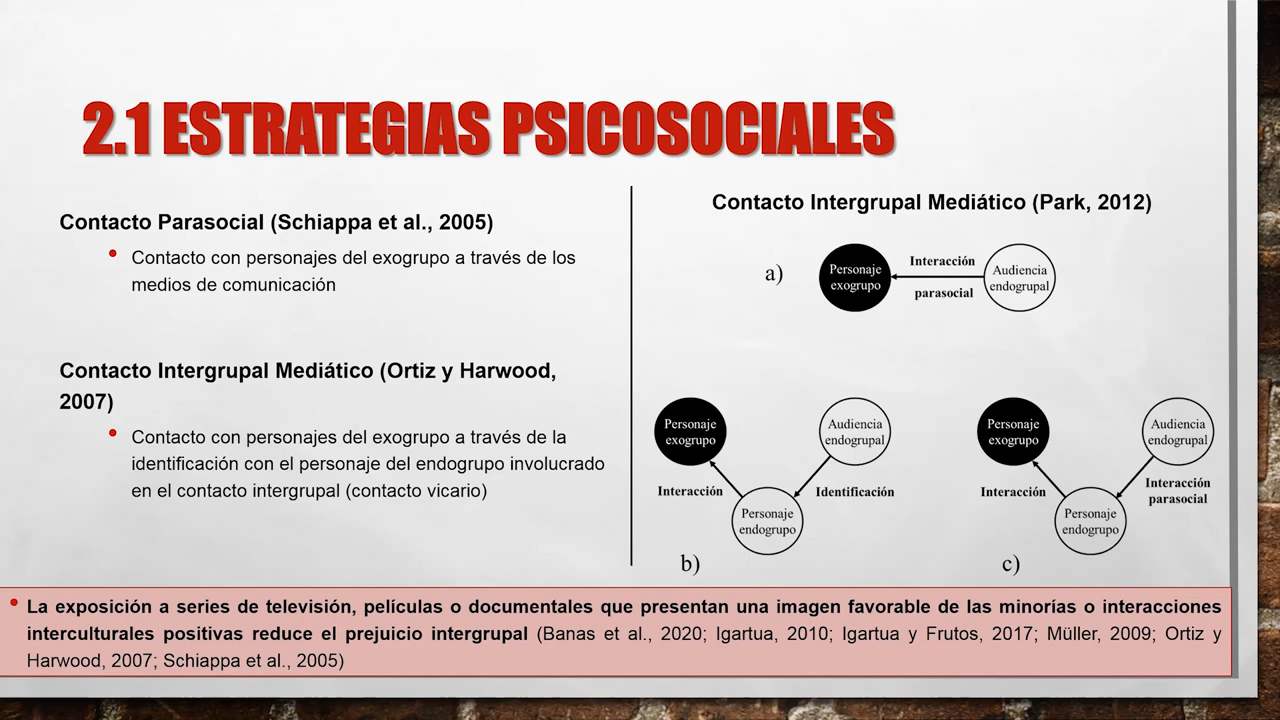 2.1 ESTRATEGIAS PSICOSOCIALES
Contacto Parasocial (Schiappa et al., 2005)
• Contacto con personajes del exogrupo a través de los
medios de comunicación
Contacto Intergrupal Mediático (Ortiz y Harwood,
2007)
• Contacto con personajes del exogrupo a través de la
identificación con el personaje del endogrupo involucrado
en el contacto intergrupal (contacto vicario)
Contacto Intergrupal Mediático (Park, 2012)
a)
Personaje
exogrupo
Interacción
parasocial
Audiencia
endogrupal
Personaje
exogrupo
Audiencia
endogrupal
Interacción
Identificación
Personaje
endogrupo
b)
Personaje
exogrupo
Audiencia
endogrupal
Interacción
Interacción
parasocial
Personaje
endogrupo
c)
• La exposición a series de televisión, películas o documentales que presentan una imagen favorable de las minorías o interacciones
interculturales positivas reduce el prejuicio intergrupal (Banas et al., 2020; Igartua, 2010; Igartua y Frutos, 2017; Müller, 2009; Ortiz y
Harwood, 2007; Schiappa et al., 2005)